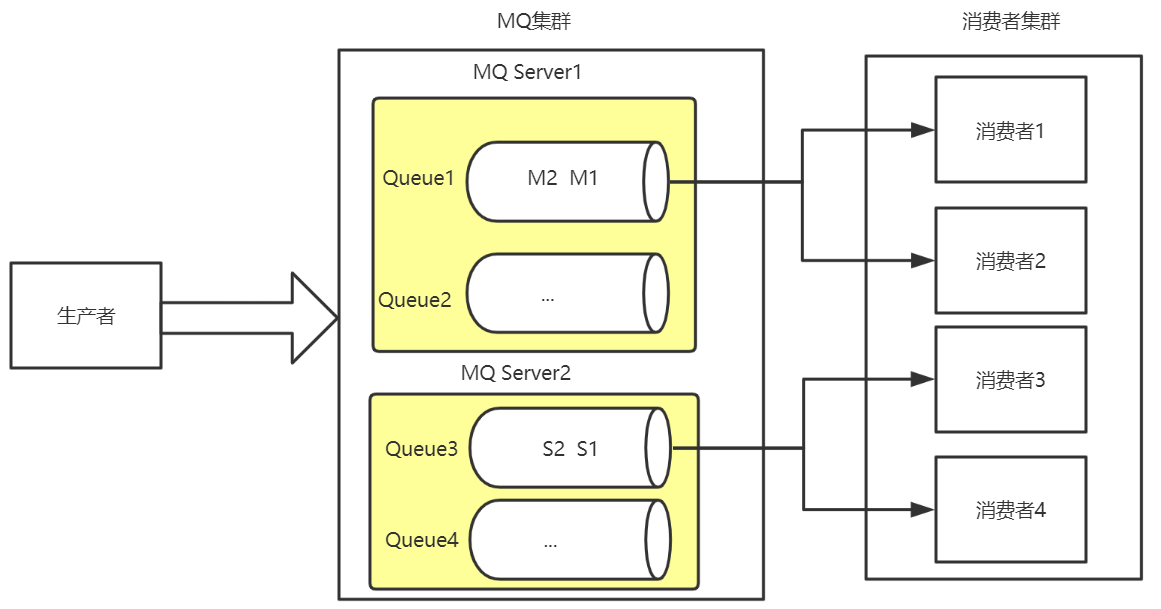 MQ集群
消费者集群
MQ Server1
Queue1
M2 M1
Queue2
...
生产者
MQ Server2
Queue3
S2 S1
Queue4
...
消费者1
消费者2
消费者3
消费者4